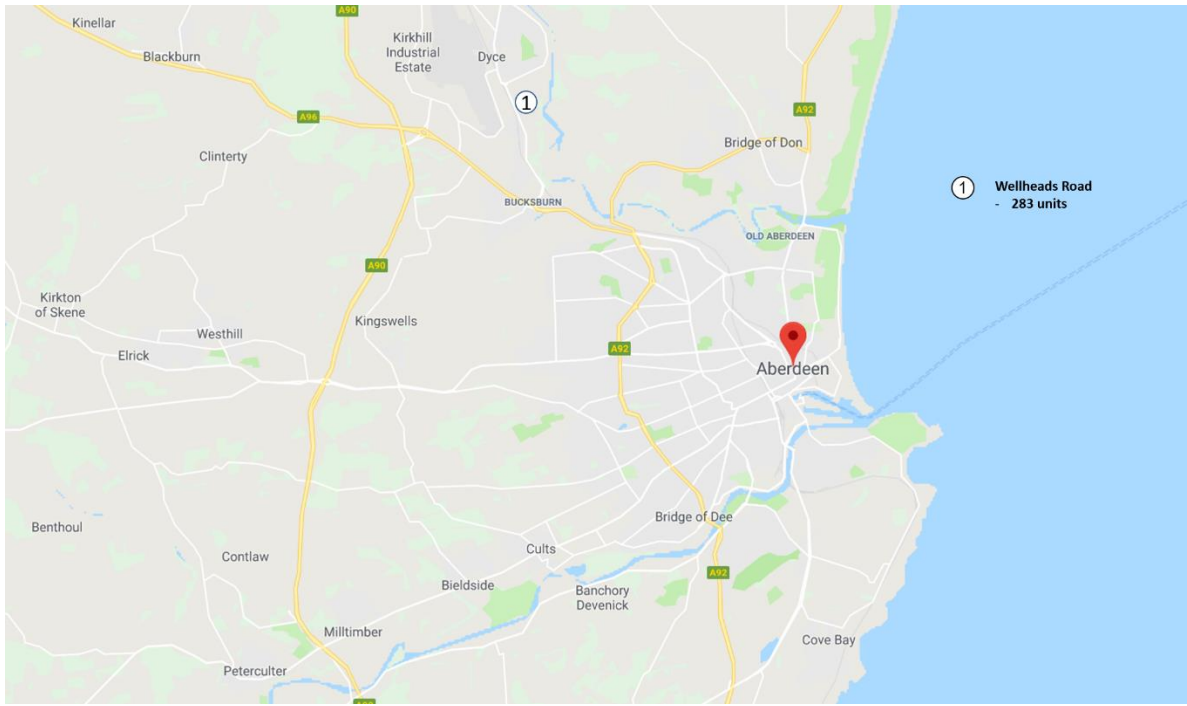 A90
Kinellar
Kirkhill
Industrial
Estate
Dyce
Blackburn
1
A92
A96
Bridge of Don
Clinterty
1 Wellheads Road
- 283 units
BUCKSBURN
OLD ABERDEEN
A90
Kirkton
of Skene
Westhill
Kingswells
Elrick
A92
Aberdeen
Bridge of Dee
Benthoul
Contlaw
Cults
A92
Bieldside
Banchory
Devenick
Milltimber
Cove Bay
Peterculter